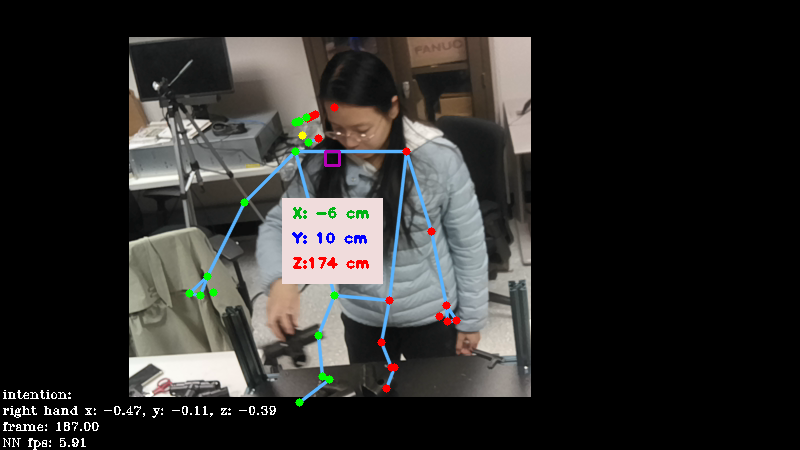 FANUC
X: -6 cm
Y: 10 cm
Z:174 cm
intention:
right hand x: -0.47, y: -0.11, z: -0.39
frame: 187.00
NN fps: 5.91